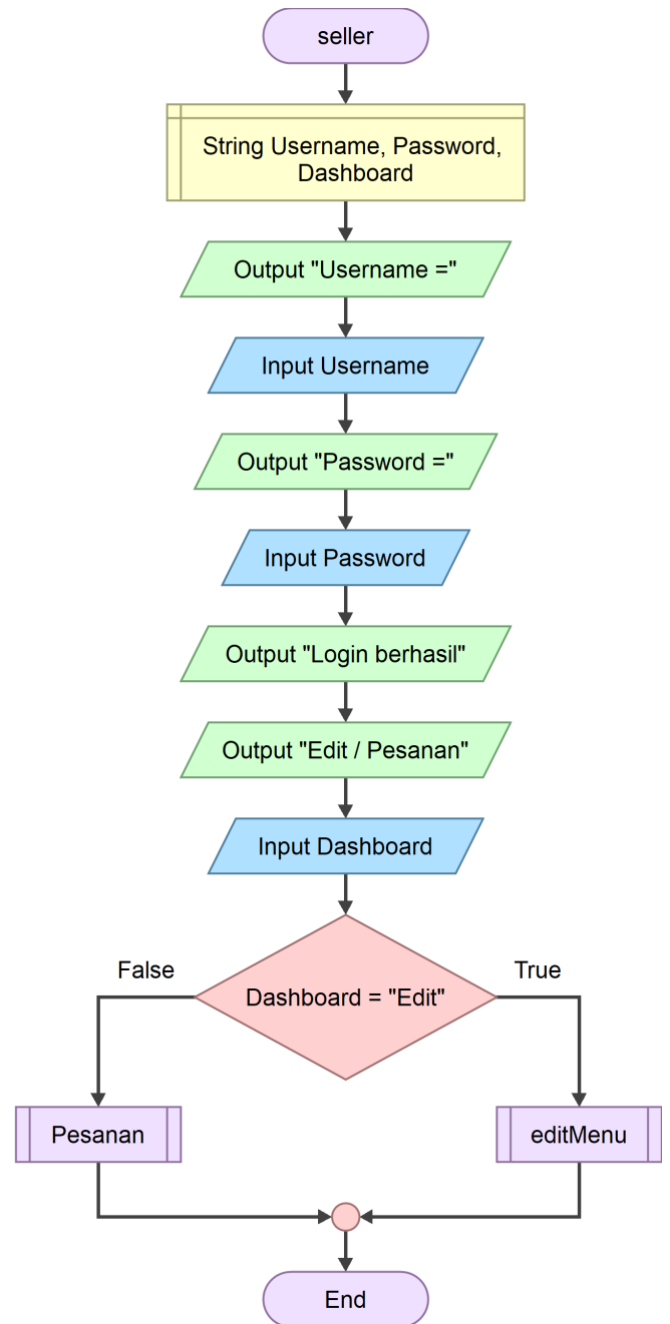 seller
String Username, Password,
Dashboard
Output "Username ="
Input Username
Output "Password ="
Input Password
Output "Login berhasil"
Output "Edit / Pesanan"
Input Dashboard
False
True
Dashboard = "Edit"
Pesanan
editMenu
End